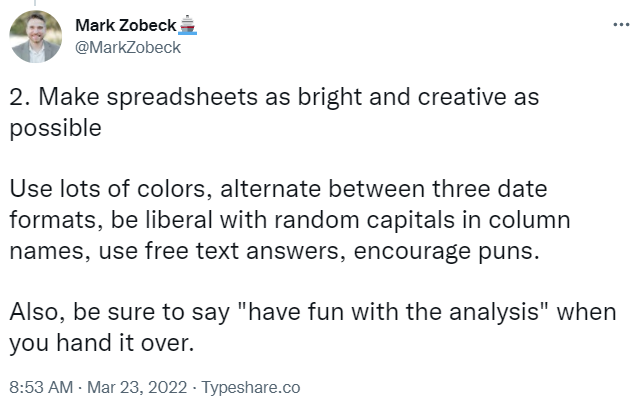 Mark Zobeck🚢
@MarkZobeck
2. Make spreadsheets as bright and creative as
possible
Use lots of colors, alternate between three date
formats, be liberal with random capitals in column
names, use free text answers, encourage puns.
Also, be sure to say "have fun with the analysis" when
you hand it over.
8:53 AM · Mar 23, 2022 · Typeshare.co